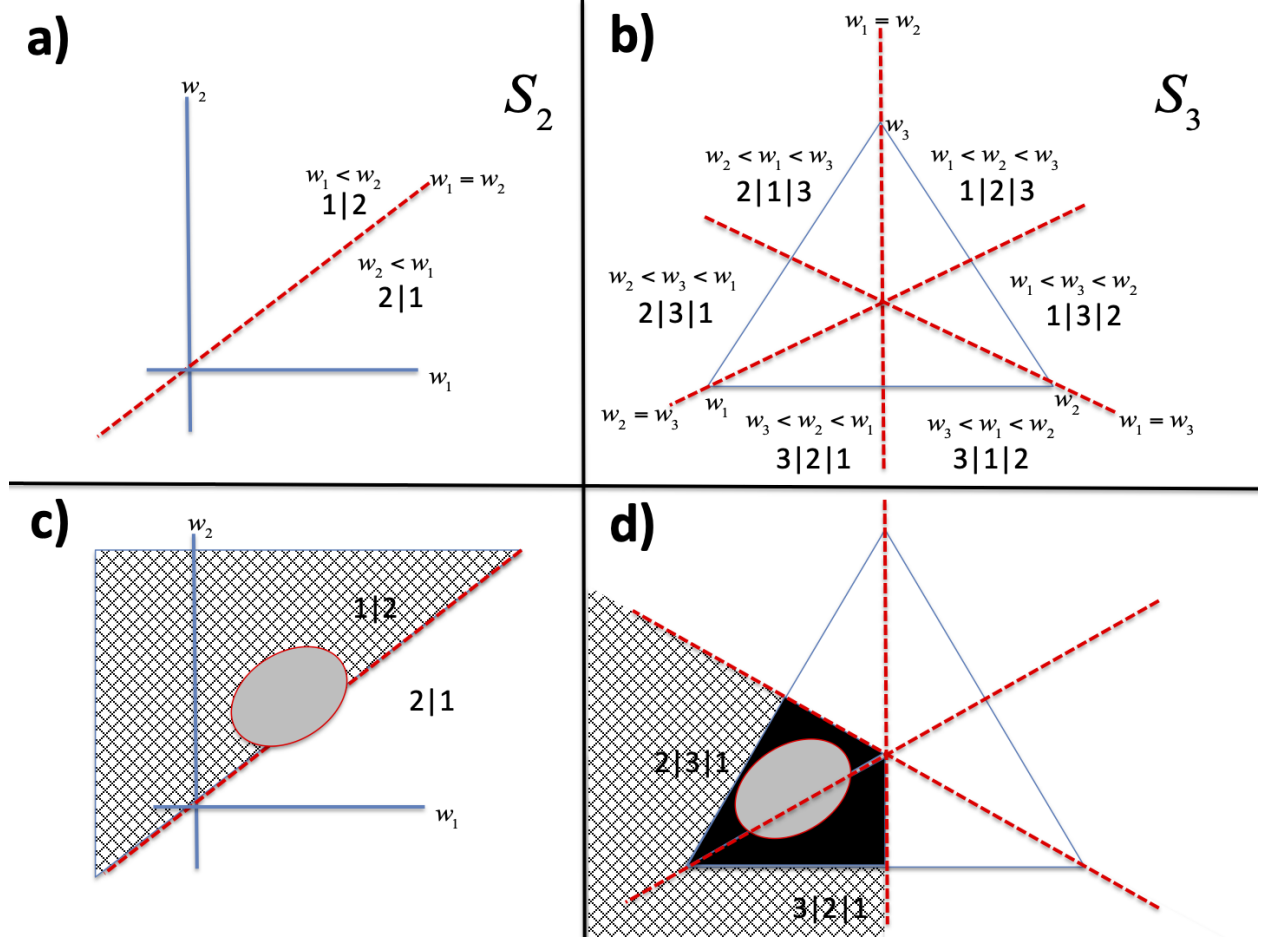 a)
w₂
S₂
w₁ < w₂
1|2
w₁ = w₂
w₂ < w₁
2|1
w₁
b)
w₁ = w₂
S₃
w₃
w₂ < w₁ < w₃
2|1|3
w₁ < w₂ < w₃
1|2|3
w₂ < w₃ < w₁
2|3|1
w₁ < w₃ < w₂
1|3|2
w₂ = w₃
w₁
w₂
w₁ = w₃
w₃ < w₂ < w₁
3|2|1
w₃ < w₁ < w₂
3|1|2
c)
w₂
1|2
2|1
w₁
d)
2|3|1
3|2|1